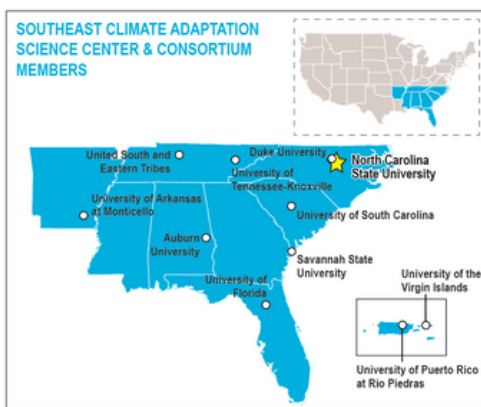 SOUTHEAST CLIMATE ADAPTATION
SCIENCE CENTER & CONSORTIUM
MEMBERS
United South and
Eastern Tribes
Duke University
University of
Tennessee-Knoxville
North Carolina
State University
University of Arkansas
at Monticello
University of South Carolina
Auburn
University
Savannah State
University
University of
Florida
University of the
Virgin Islands
University of Puerto Rico
at Rio Piedras